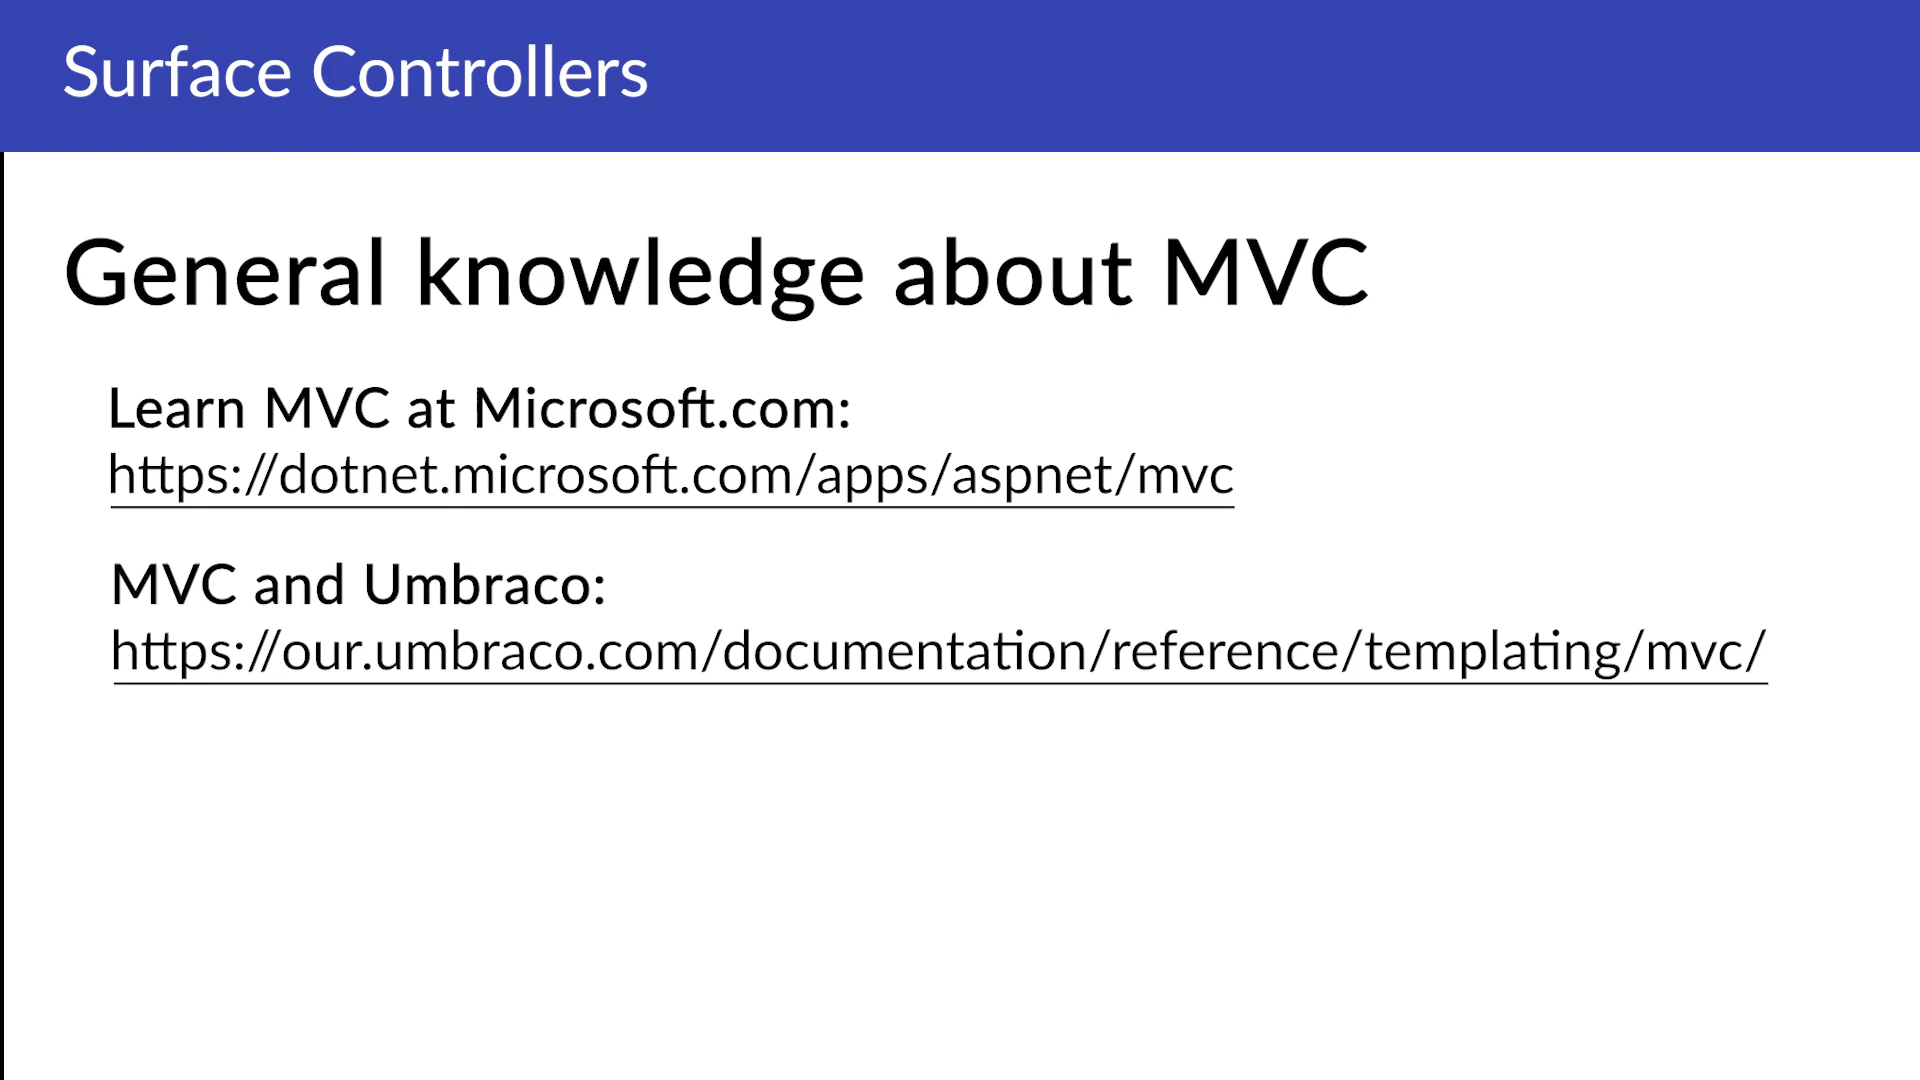 Surface Controllers
General knowledge about MVC
Learn MVC at Microsoft.com:
https://dotnet.microsoft.com/apps/aspnet/mvc
MVC and Umbraco:
https://our.umbraco.com/documentation/reference/templating/mvc/